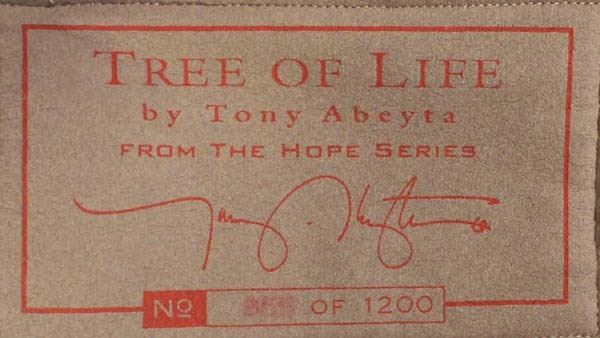 TREE OF LIFE
by Tony Abeyta
FROM THE HOPE SERIES
Nº OF 1200